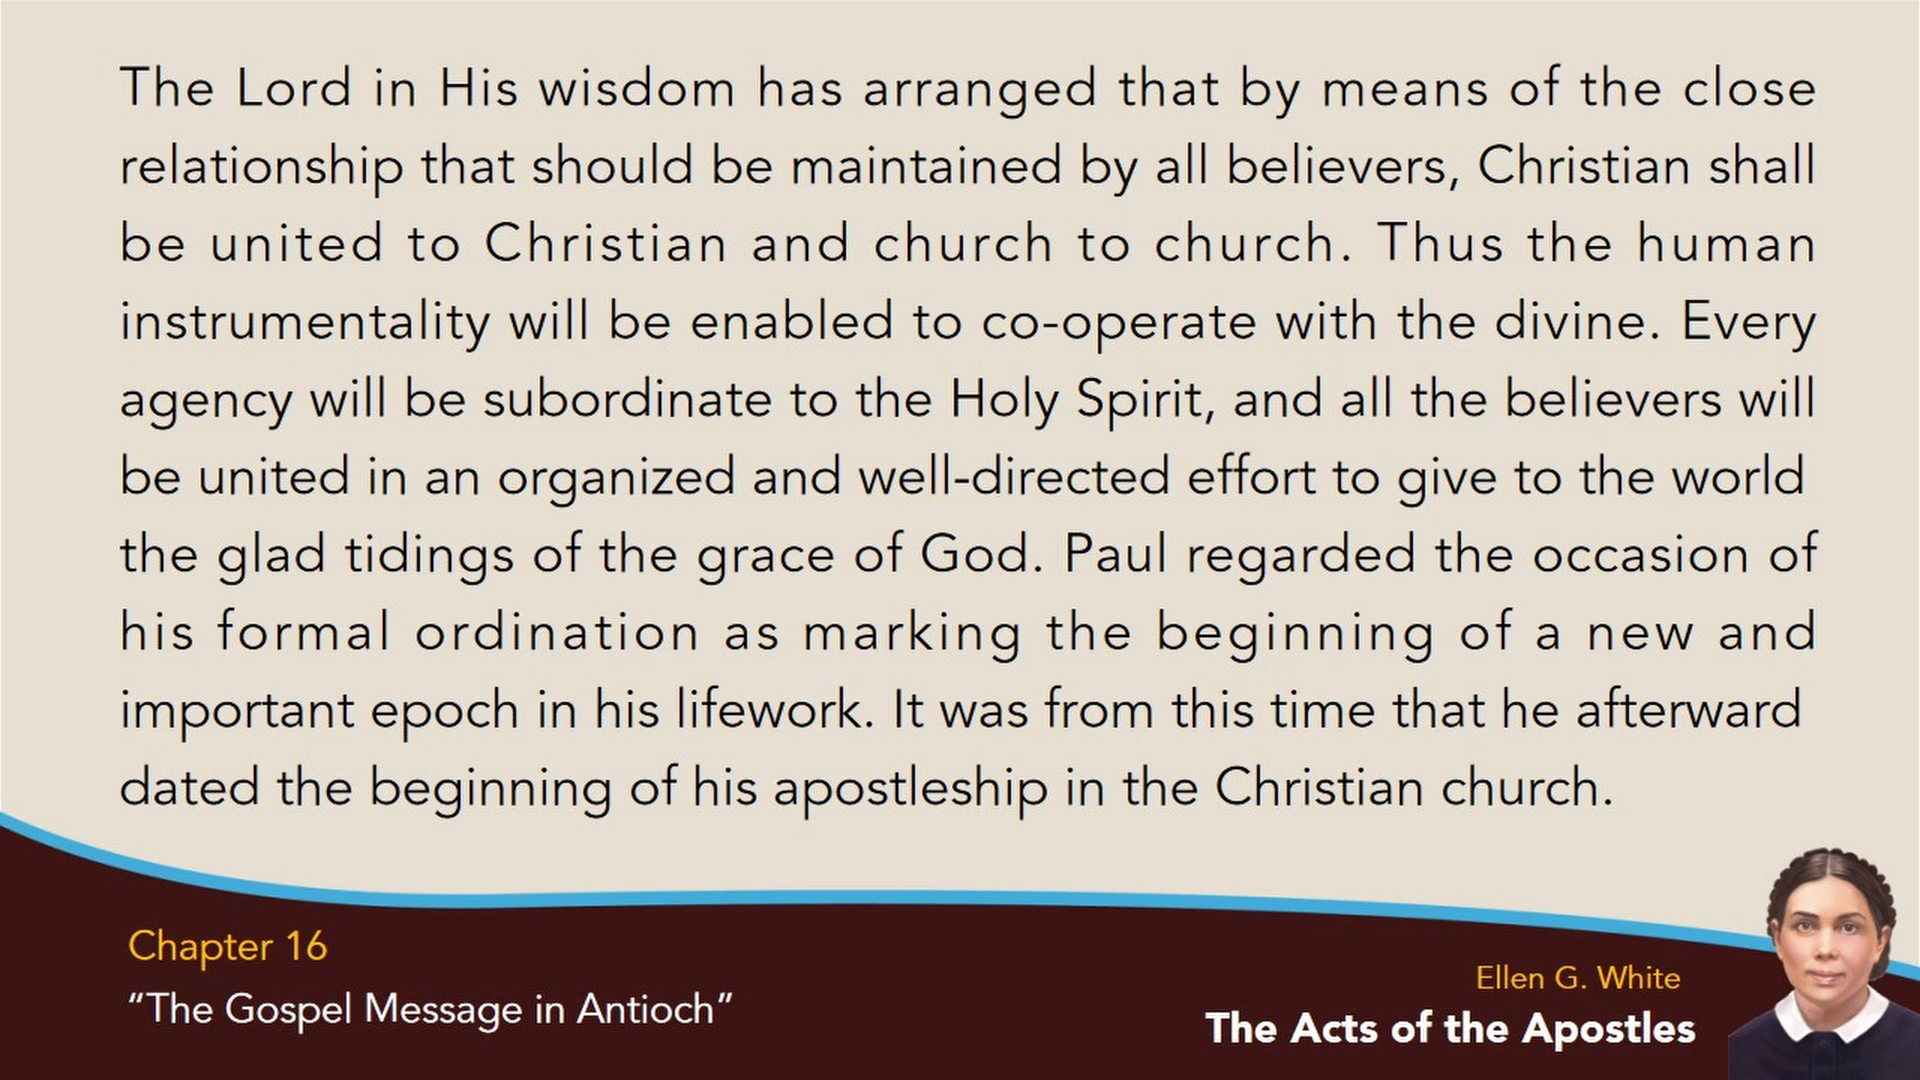 The Lord in His wisdom has arranged that by means of the close
relationship that should be maintained by all believers, Christian shall
be united to Christian and church to church. Thus the human
instrumentality will be enabled to co-operate with the divine. Every
agency will be subordinate to the Holy Spirit, and all the believers will
be united in an organized and well-directed effort to give to the world
the glad tidings of the grace of God. Paul regarded the occasion of
his formal ordination as marking the beginning of a new and
important epoch in his lifework. It was from this time that he afterward
dated the beginning of his apostleship in the Christian church.
Chapter 16
“The Gospel Message in Antioch”
Ellen G. White
The Acts of the Apostles